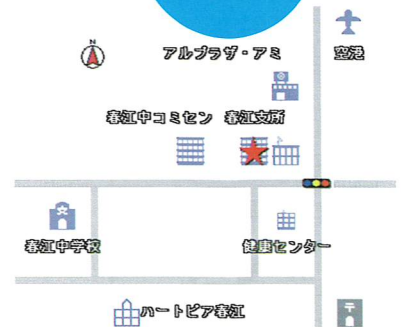 N
アルプラザ・アミ
空港
春江中コミセン 春江支所
春江中学校
健康センター
ハートピア春江
〒